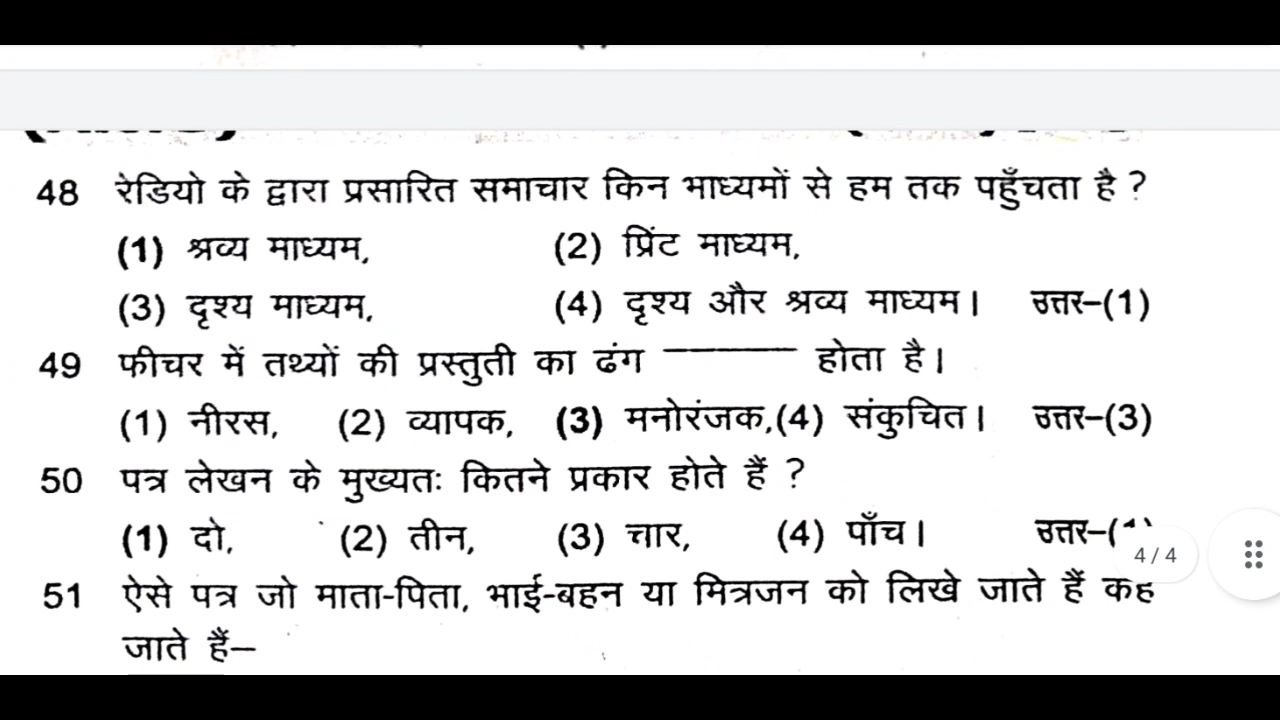 48 रेडियो के द्वारा प्रसारित समाचार किन भाध्यमों से हम तक पहुँचता है ?
(1) श्रव्य माध्यम, (2) प्रिंट माध्यम,
(3) दृश्य माध्यम, (4) दृश्य और श्रव्य माध्यम। उत्तर–(1)
49 फीचर में तथ्यों की प्रस्तुती का ढंग ———— होता है।
(1) नीरस, (2) व्यापक, (3) मनोरंजक,(4) संकुचित। उत्तर–(3)
50 पत्र लेखन के मुख्यतः कितने प्रकार होते हैं ?
(1) दो, (2) तीन, (3) चार, (4) पाँच। उत्तर–(
4 / 4
51 ऐसे पत्र जो माता-पिता, भाई-बहन या मित्रजन को लिखे जाते हैं कह
जाते हैं–